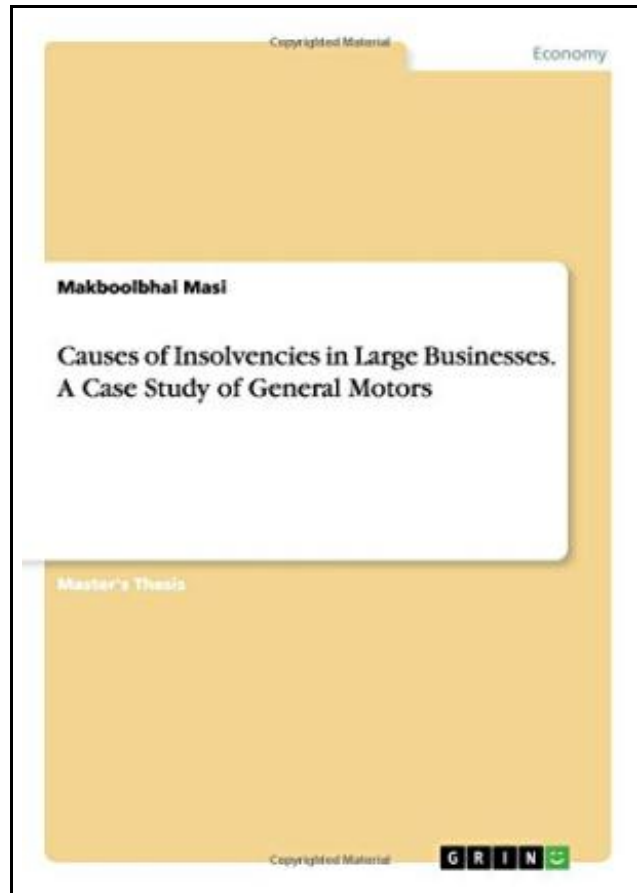 Copyrighted Material
Economy
Makboolbhai Masi
Causes of Insolvencies in Large Businesses.
A Case Study of General Motors
Master's Thesis
Copyrighted Material
GRIN